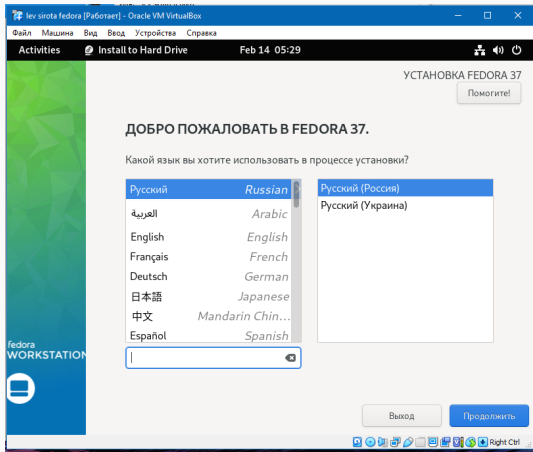 lev sirota fedora [Работает] - Oracle VM VirtualBox
Файл Машина Вид Ввод Устройства Справка
Activities Install to Hard Drive Feb 14 05:29
УСТАНОВКА FEDORA 37
Помогите!
ДОБРО ПОЖАЛОВАТЬ В FEDORA 37.
Какой язык вы хотите использовать в процессе установки?
Русский Russian Русский (Россия)
العربية Arabic Русский (Украина)
English English
Français French
Deutsch German
日本語 Japanese
中文 Mandarin Chin...
Español Spanish
fedora
WORKSTATION
Выход Продолжить
Right Ctrl